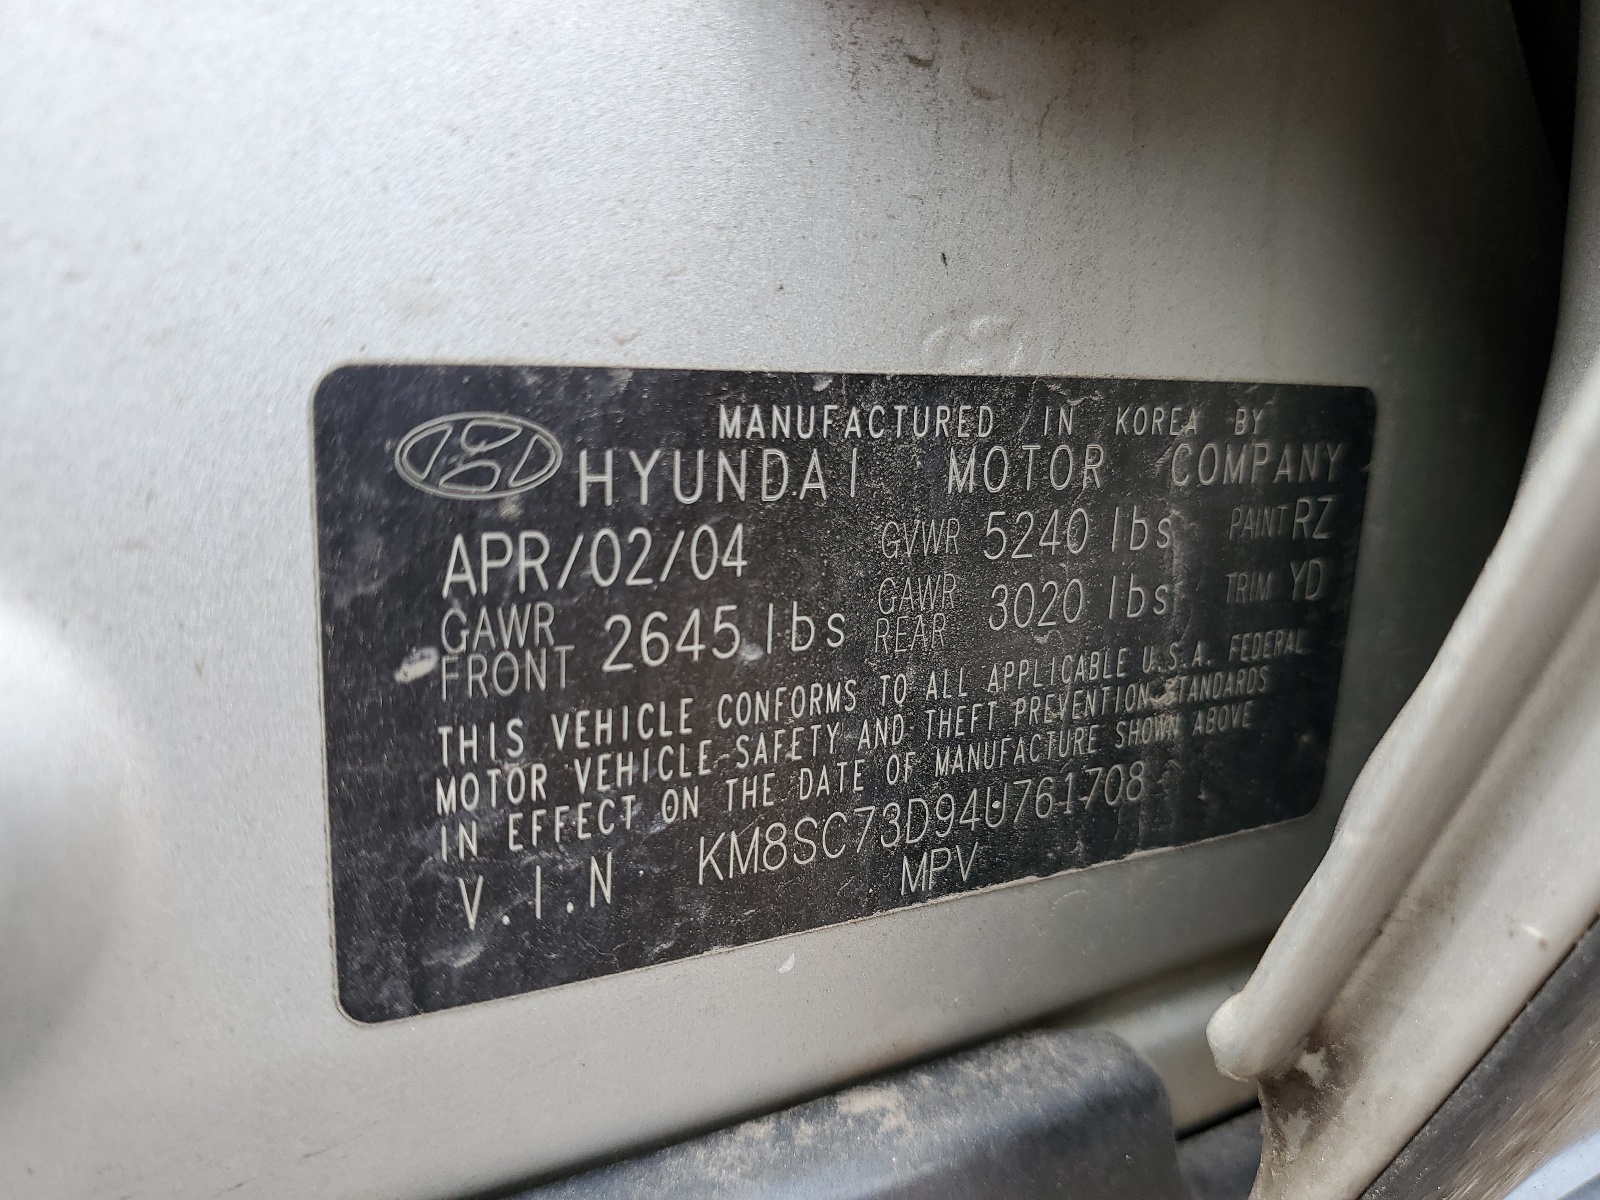 MANUFACTURED IN KOREA BY
HYUNDAI MOTOR COMPANY
APR/02/04 GVWR 5240 lbs PAINT RZ
GAWR FRONT 2645 lbs GAWR REAR 3020 lbs TRIM YD
THIS VEHICLE CONFORMS TO ALL APPLICABLE U.S.A. FEDERAL
MOTOR VEHICLE SAFETY AND THEFT PREVENTION STANDARDS
IN EFFECT ON THE DATE OF MANUFACTURE SHOWN ABOVE
V.I.N KM8SC73D94U761708
MPV